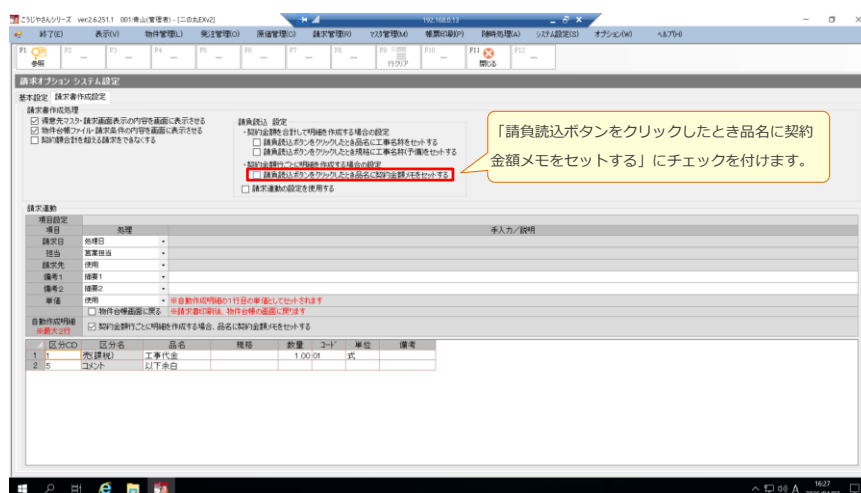 こうじやさんシリーズ ver.2.6.251.1 001:青山(管理者) - [二の丸EXv2]
192.168.0.13
終了(E) 表示(V) 物件管理(L) 発注管理(O) 原価管理(C) 請求管理(R) マスタ管理(M) 帳票印刷(P) 随時処理(A) システム設定(S) オプション(W) ヘルプ(H)
F1 F2 F3 F4 F5 F6 F7 F8 F9 F10 F11 F12
参照 行クリア 閉じる
請求オプション システム設定
基本設定 請求書作成設定
請求書作成処理
得意先マスタ・請求画面表示の内容を画面に表示させる
物件台帳ファイル・請求条件の内容を画面に表示させる
契約額合計を超える請求をできなくする
請負読込 設定
・契約金額を合計して明細を作成する場合の設定
請負読込ボタンをクリックしたとき品名に工事名称をセットする
請負読込ボタンをクリックしたとき規格に工事名称(予備)をセットする
・契約金額行ごとに明細を作成する場合の設定
請負読込ボタンをクリックしたとき品名に契約金額メモをセットする
請求連動の設定を使用する
「請負読込ボタンをクリックしたとき品名に契約
金額メモをセットする」にチェックを付けます。
請求連動
項目設定
項目 処理 手入力/説明
請求日 処理日
担当 営業担当
請求先 使用
備考1 摘要1
備考2 摘要2
単価 使用 ※自動作成明細の1行目の単価としてセットされます
物件台帳画面に戻る ※請求書印刷後、物件台帳の画面に戻ります
自動作成明細
※最大2行
契約金額行ごとに明細を作成する場合、品名に契約金額メモをセットする
区分CD 区分名 品名 規格 数量 コード 単位 備考
1 1 売(課税) 工事代金 1.00 01 式
2 5 コメント 以下余白
A 16:27